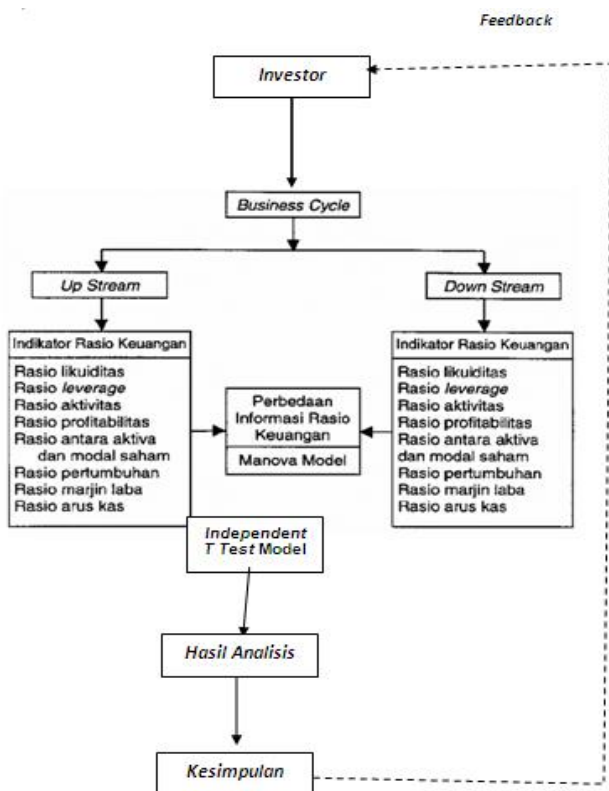 Feedback
Investor
Business Cycle
Up Stream
Down Stream
Indikator Rasio Keuangan
Rasio likuiditas
Rasio leverage
Rasio aktivitas
Rasio profitabilitas
Rasio antara aktiva
dan modal saham
Rasio pertumbuhan
Rasio marjin laba
Rasio arus kas
Perbedaan
Informasi Rasio
Keuangan
Manova Model
Indikator Rasio Keuangan
Rasio likuiditas
Rasio leverage
Rasio aktivitas
Rasio profitabilitas
Rasio antara aktiva
dan modal saham
Rasio pertumbuhan
Rasio marjin laba
Rasio arus kas
Independent
T Test Model
Hasil Analisis
Kesimpulan